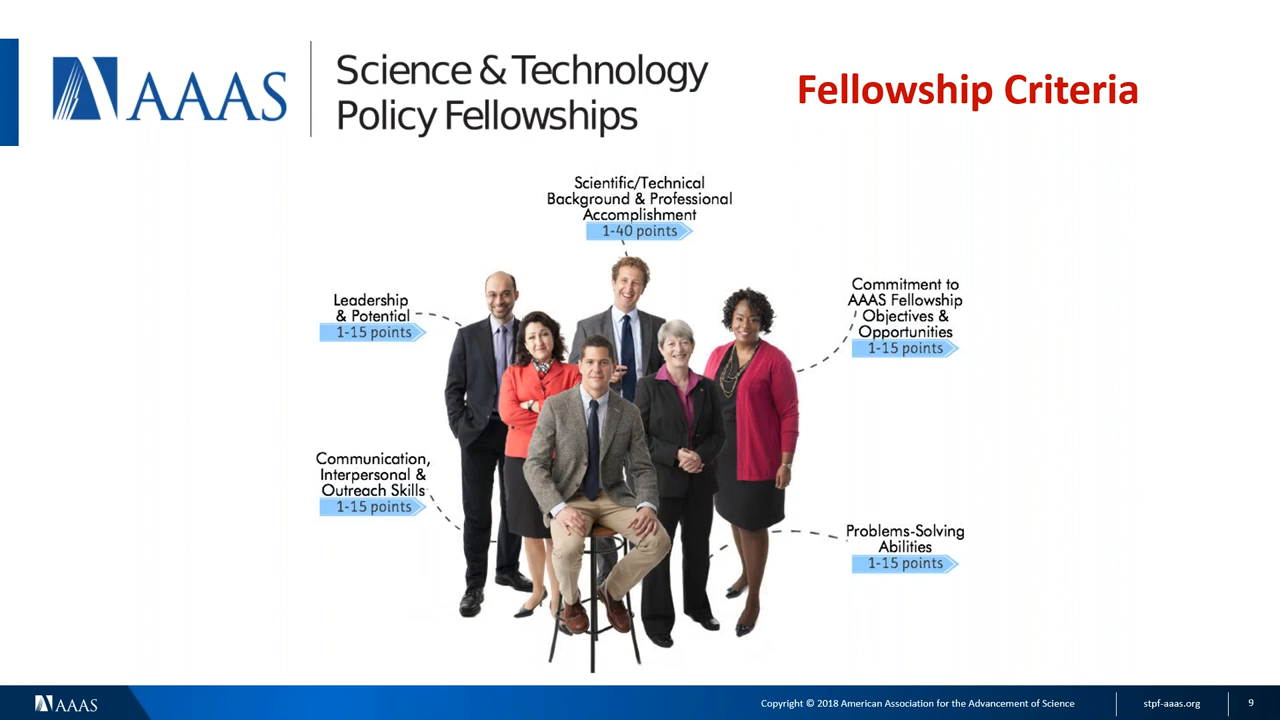 AAAS
Science & Technology
Policy Fellowships
Fellowship Criteria
Scientific/Technical
Background & Professional
Accomplishment
1-40 points
Leadership
& Potential
1-15 points
Commitment to
AAAS Fellowship
Objectives &
Opportunities
1-15 points
Communication,
Interpersonal &
Outreach Skills
1-15 points
Problems-Solving
Abilities
1-15 points
AAAS
Copyright © 2018 American Association for the Advancement of Science
stpf-aaas.org
9